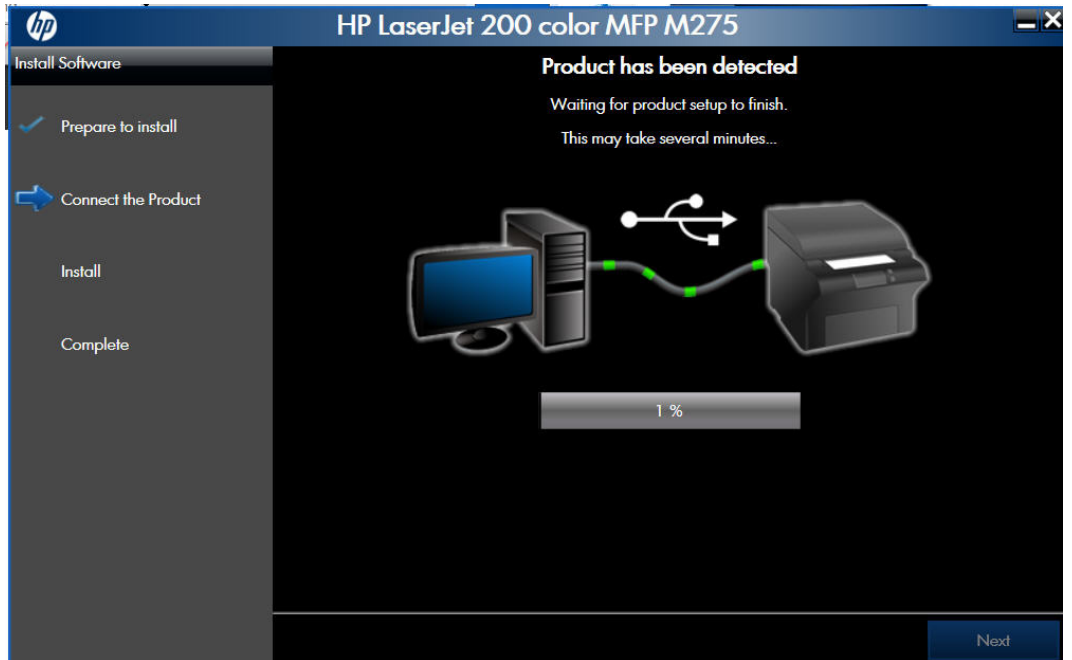 hp
HP LaserJet 200 color MFP M275
Install Software
Prepare to install
Connect the Product
Install
Complete
Product has been detected
Waiting for product setup to finish.
This may take several minutes...
1 %
Next